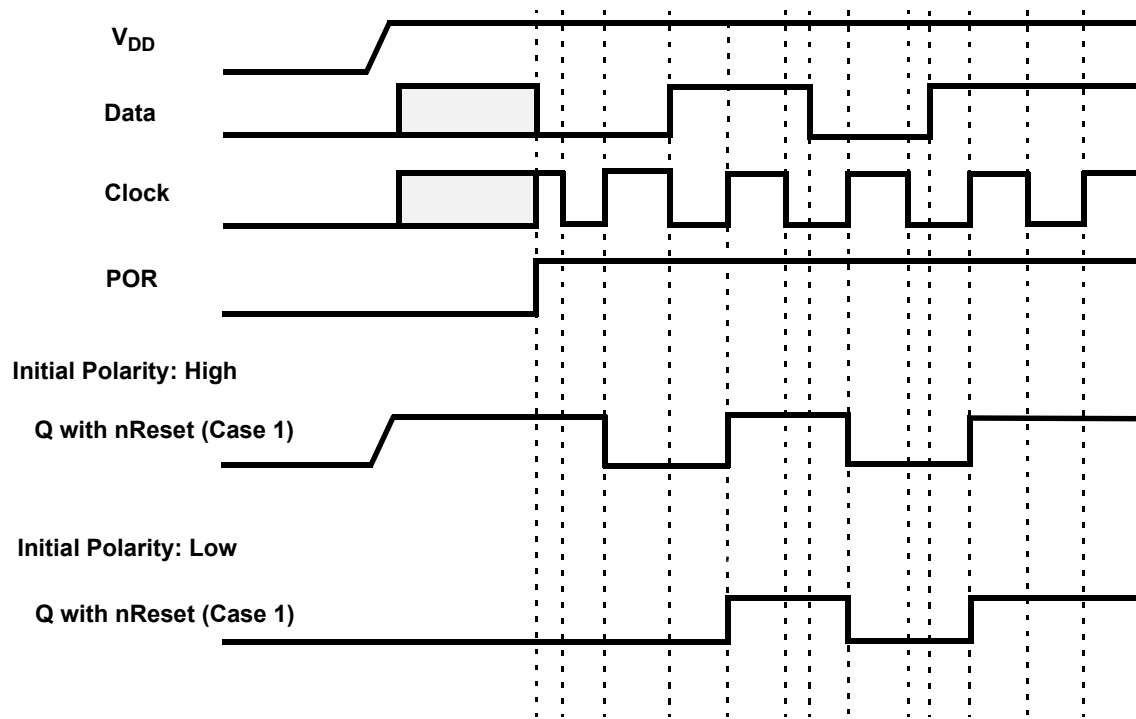 VDD
Data
Clock
POR
Initial Polarity: High
Q with nReset (Case 1)
Initial Polarity: Low
Q with nReset (Case 1)